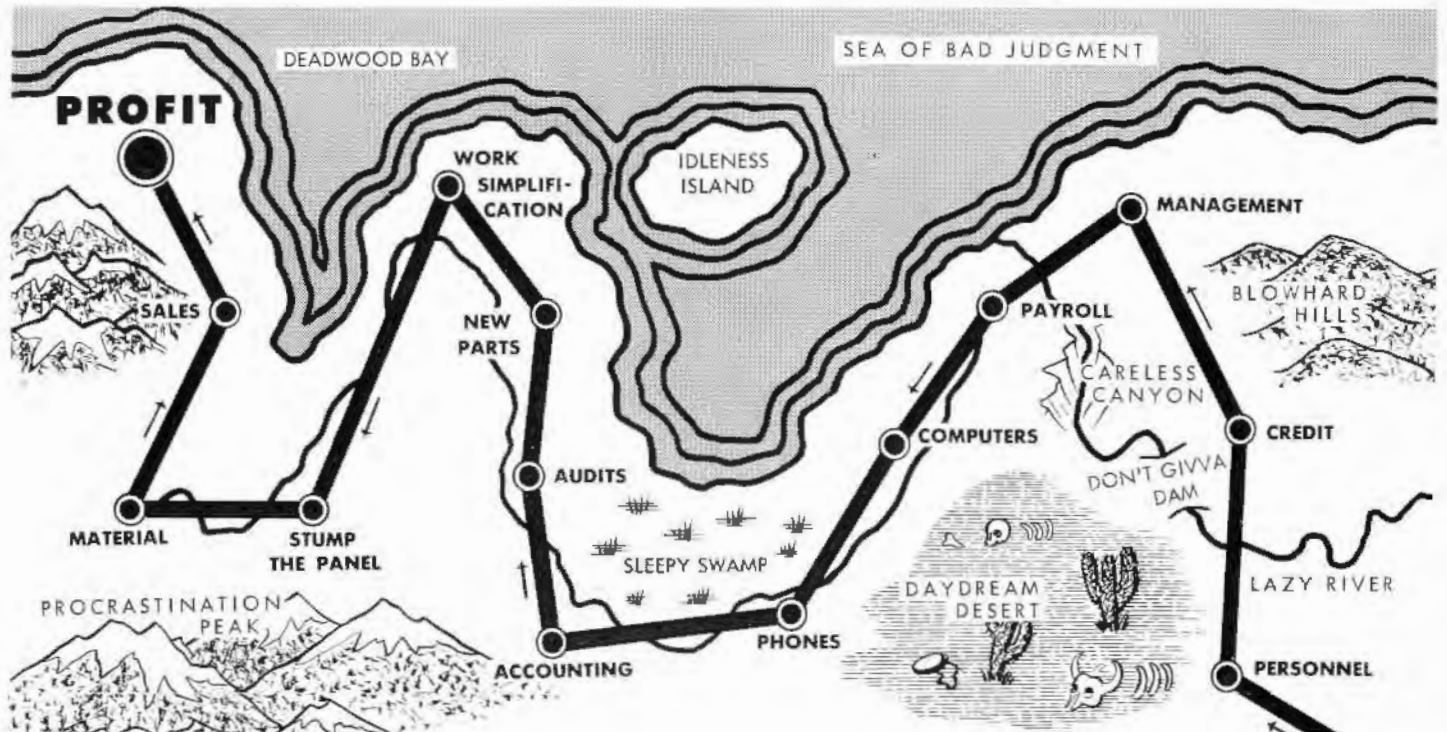 DEADWOOD BAY
SEA OF BAD JUDGMENT
PROFIT
WORK
SIMPLIFI-
CATION
IDLENESS
ISLAND
MANAGEMENT
SALES
NEW
PARTS
PAYROLL
BLOWHARD
HILLS
CARELESS
CANYON
COMPUTERS
CREDIT
AUDITS
DON'T GIVVA
DAM
MATERIAL
STUMP
THE PANEL
SLEEPY SWAMP
LAZY RIVER
DAYDREAM
DESERT
PROCRASTINATION
PEAK
PHONES
ACCOUNTING
PERSONNEL